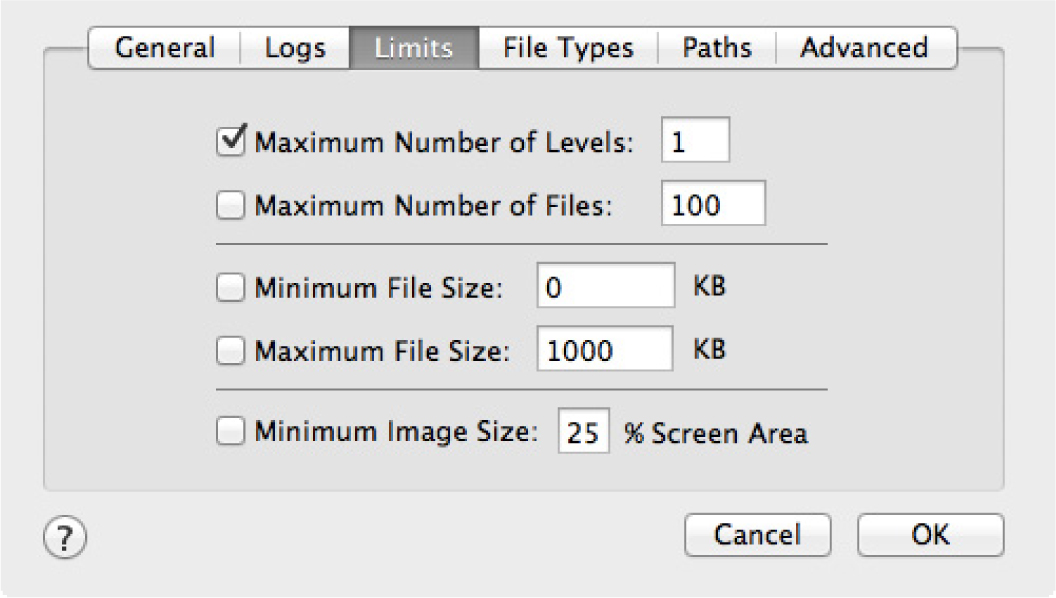 General Logs Limits File Types Paths Advanced
Maximum Number of Levels: 1
Maximum Number of Files: 100
Minimum File Size: 0 KB
Maximum File Size: 1000 KB
Minimum Image Size: 25 % Screen Area
? Cancel OK